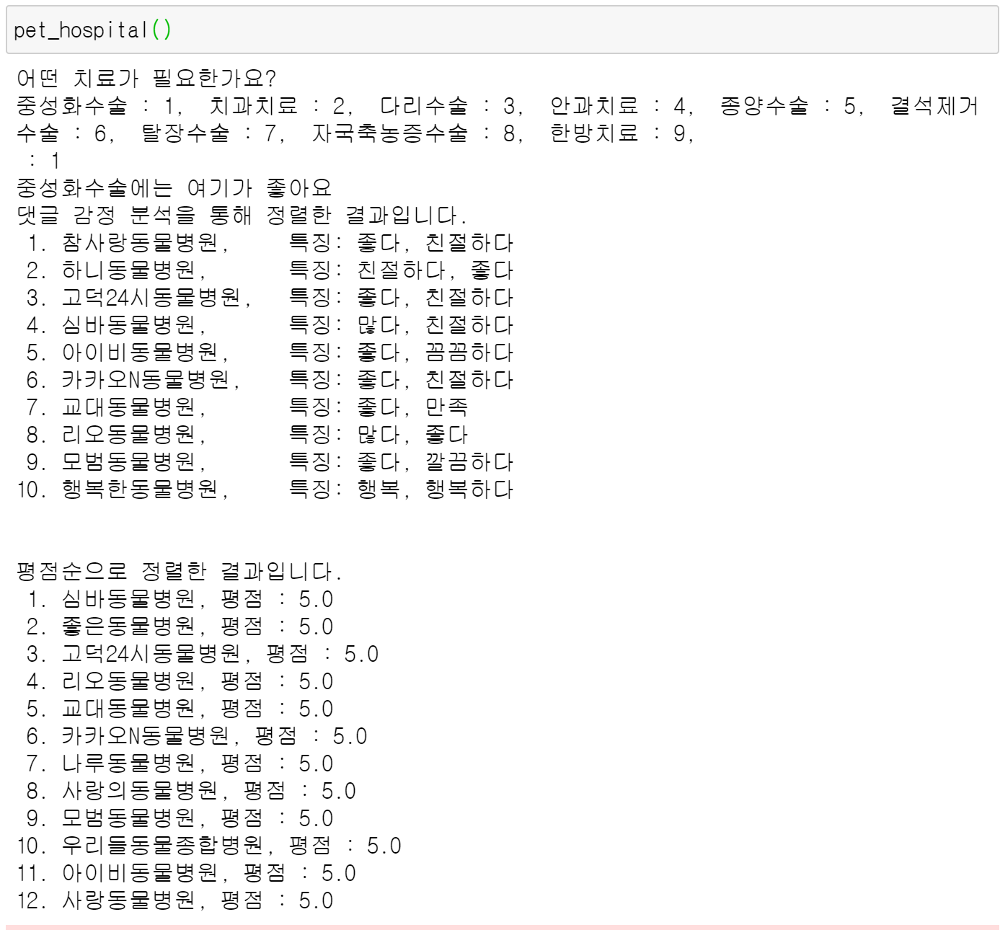 pet_hospital()
어떤 치료가 필요한가요?
중성화수술 : 1,  치과치료 : 2,  다리수술 : 3,  안과치료 : 4,  종양수술 : 5,  결석제거
수술 : 6,  탈장수술 : 7,  자국축농증수술 : 8,  한방치료 : 9,
 : 1
중성화수술에는 여기가 좋아요
댓글 감정 분석을 통해 정렬한 결과입니다.
1. 참사랑동물병원,     특징: 좋다, 친절하다
2. 하니동물병원,       특징: 친절하다, 좋다
3. 고덕24시동물병원,   특징: 좋다, 친절하다
4. 심바동물병원,       특징: 많다, 친절하다
5. 아이비동물병원,     특징: 좋다, 꼼꼼하다
6. 카카오N동물병원,    특징: 좋다, 친절하다
7. 교대동물병원,       특징: 좋다, 만족
8. 리오동물병원,       특징: 많다, 좋다
9. 모범동물병원,       특징: 좋다, 깔끔하다
10. 행복한동물병원,     특징: 행복, 행복하다
평점순으로 정렬한 결과입니다.
1. 심바동물병원, 평점 : 5.0
2. 좋은동물병원, 평점 : 5.0
3. 고덕24시동물병원, 평점 : 5.0
4. 리오동물병원, 평점 : 5.0
5. 교대동물병원, 평점 : 5.0
6. 카카오N동물병원, 평점 : 5.0
7. 나루동물병원, 평점 : 5.0
8. 사랑의동물병원, 평점 : 5.0
9. 모범동물병원, 평점 : 5.0
10. 우리들동물종합병원, 평점 : 5.0
11. 아이비동물병원, 평점 : 5.0
12. 사랑동물병원, 평점 : 5.0